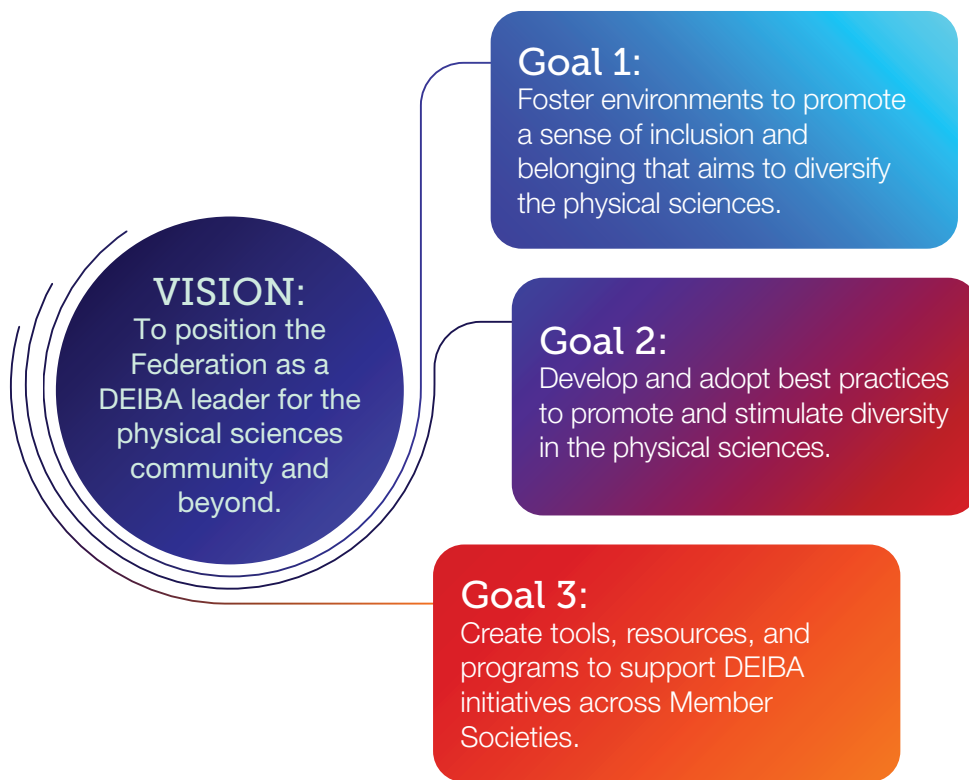 VISION:
To position the
Federation as a
DEIBA leader for the
physical sciences
community and
beyond.
Goal 1:
Foster environments to promote
a sense of inclusion and
belonging that aims to diversify
the physical sciences.
Goal 2:
Develop and adopt best practices
to promote and stimulate diversity
in the physical sciences.
Goal 3:
Create tools, resources, and
programs to support DEIBA
initiatives across Member
Societies.